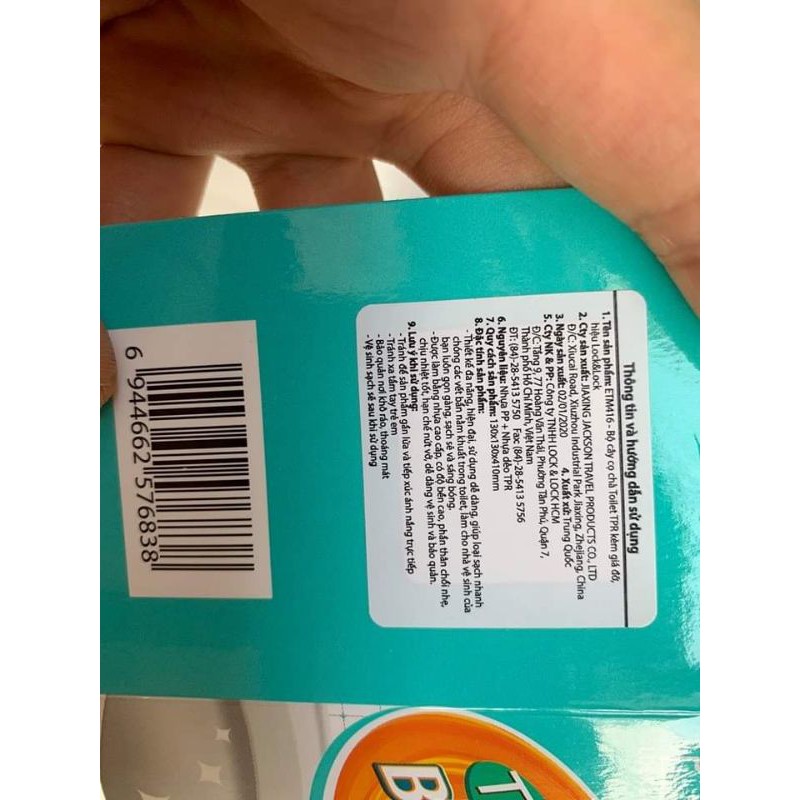 Thông tin và hướng dẫn sử dụng
1. Tên sản phẩm: ETM416 - Bộ cây cọ chà Toilet TPR kèm giá đỡ,
hiệu Lock&Lock
2. Cty sản xuất: JIAXING JACKSON TRAVEL PRODUCTS CO., LTD
Đ/C: Xiucai Road, Xiuzhou Industrial Park Jiaxing, Zhejiang, China
3. Ngày sản xuất: 02/01/2020 4. Xuất xứ: Trung Quốc
5. Cty NK & PP: Công ty TNHH LOCK & LOCK HCM
Đ/C: Tầng 9, 77 Hoàng Văn Thái, Phường Tân Phú, Quận 7,
Thành phố Hồ Chí Minh, Việt Nam
ĐT: (84)-28-5413 5750 Fax: (84)-28-5413 5756
6. Nguyên liệu: Nhựa PP + Nhựa dẻo TPR
7. Quy cách sản phẩm: 130x130x410mm
8. Đặc tính sản phẩm:
- Thiết kế đa năng, hiện đại, sử dụng dễ dàng, giúp loại sạch nhanh
chóng các vết bẩn nằm khuất trong toilet, làm cho nhà vệ sinh của
bạn luôn gọn gàng, sạch sẽ và sáng bóng.
- Được làm bằng nhựa cao cấp, có độ bền cao, phần thân chổi nhẹ,
chịu nhiệt tốt, hạn chế nứt vỡ, dễ dàng vệ sinh và bảo quản.
9. Lưu ý khi sử dụng:
- Tránh để sản phẩm gần lửa và tiếp xúc ánh nắng trực tiếp
- Tránh xa tầm tay trẻ em
- Bảo quản nơi khô ráo, thoáng mát
- Vệ sinh sạch sẽ sau khi sử dụng
6 944662 576838